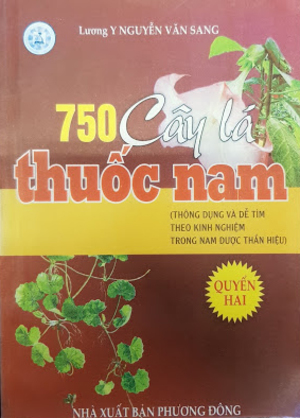 Lương Y NGUYỄN VĂN SANG
750 Cây lá
thuốc nam
(THÔNG DỤNG VÀ DỄ TÌM
THEO KINH NGHIỆM
TRONG NAM DƯỢC THẦN HIỆU)
QUYỂN
HAI
NHÀ XUẤT BẢN PHƯƠNG ĐÔNG